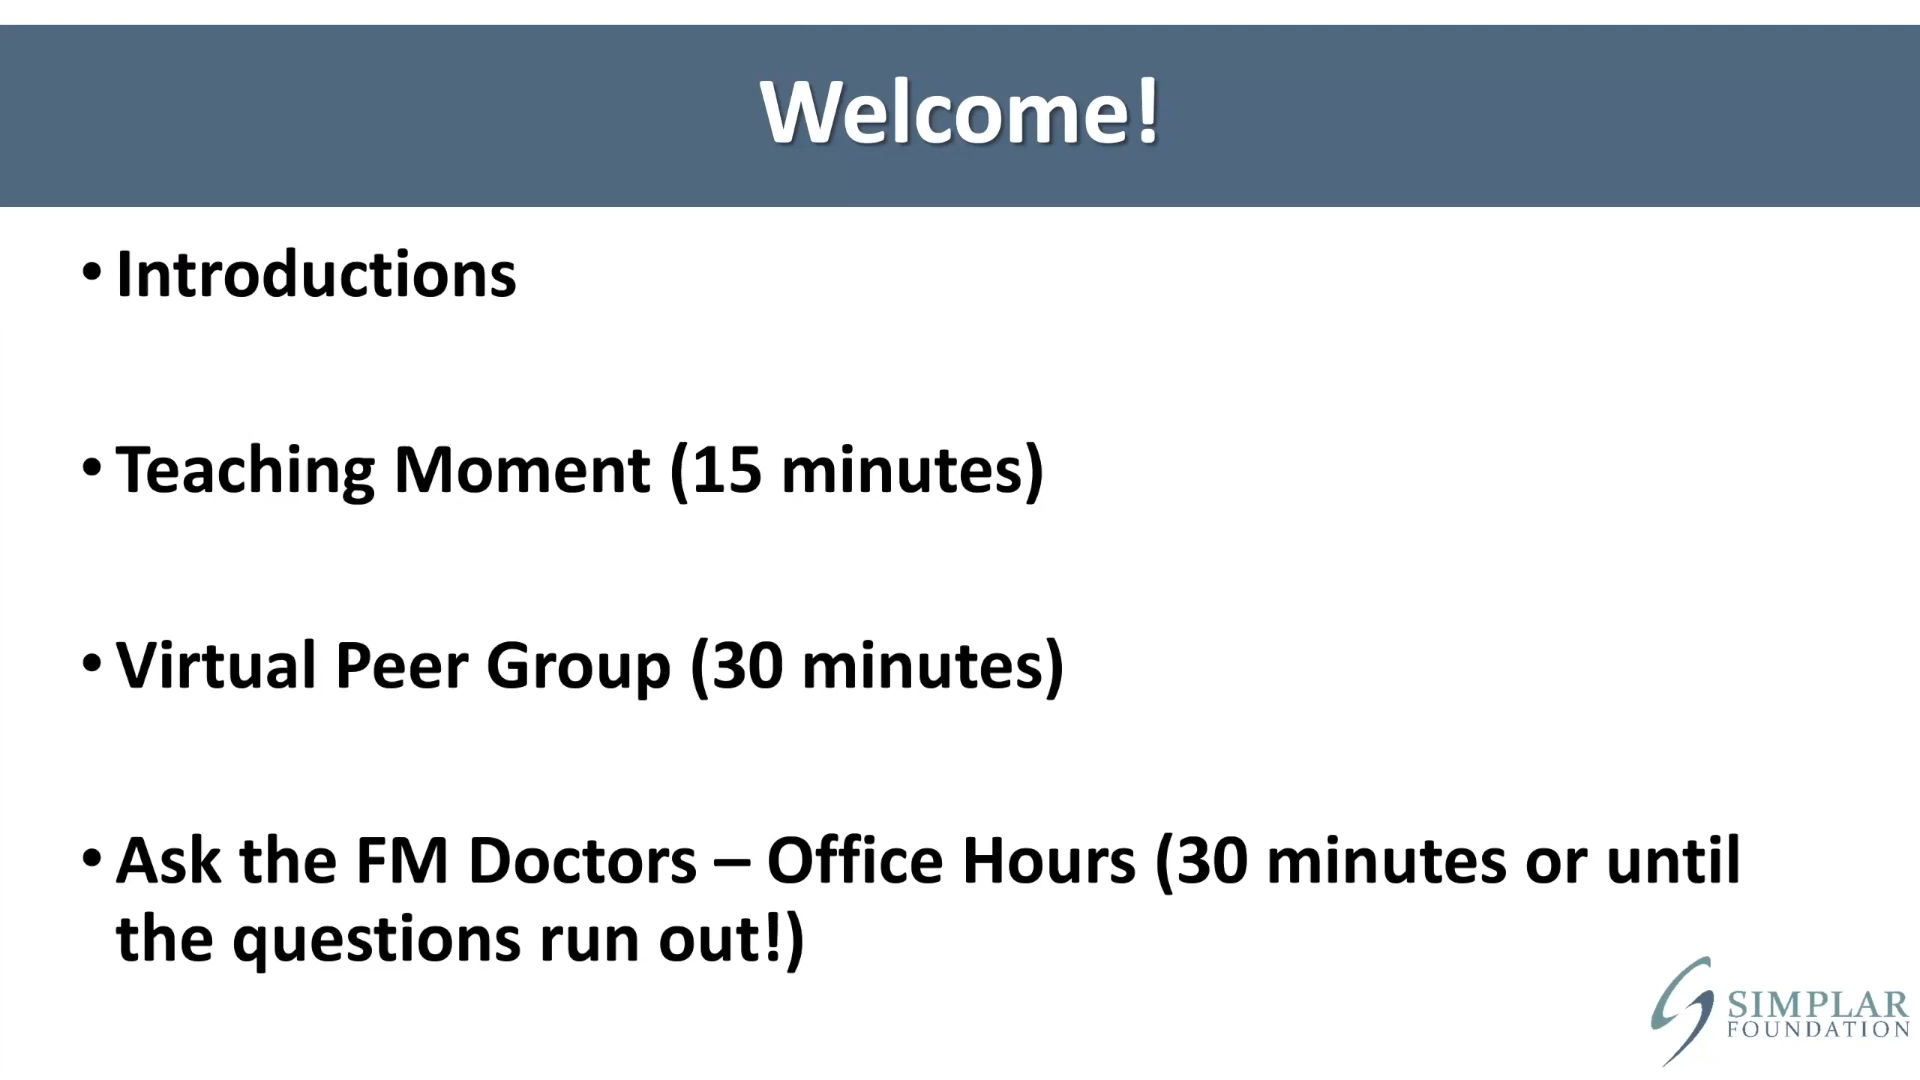 Welcome!
• Introductions
• Teaching Moment (15 minutes)
• Virtual Peer Group (30 minutes)
• Ask the FM Doctors – Office Hours (30 minutes or until
the questions run out!)
SIMPLAR
FOUNDATION